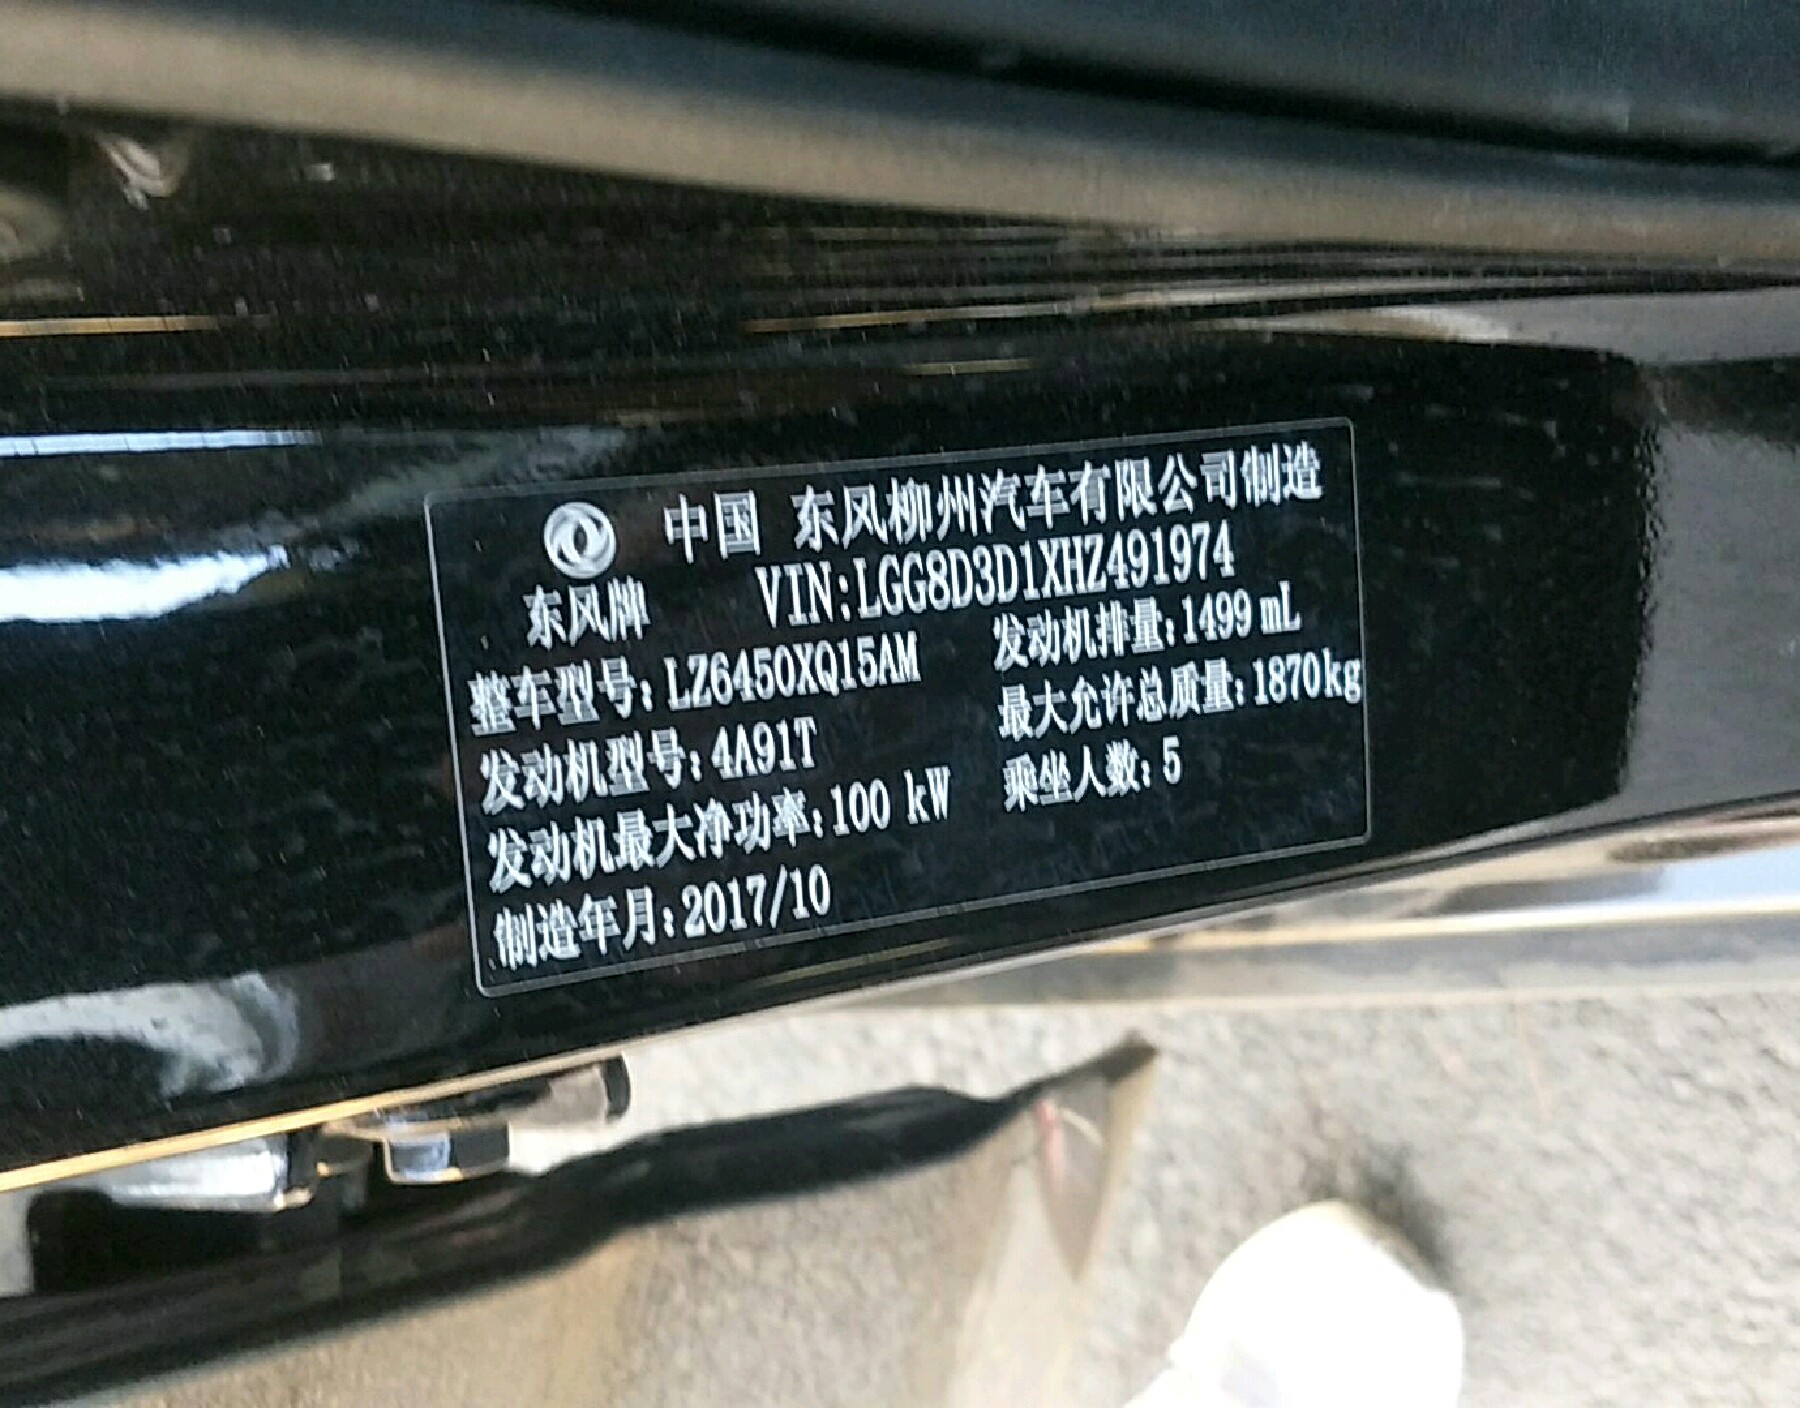 中国 东风柳州汽车有限公司制造
东风牌 VIN:LGG8D3D1XHZ491974
整车型号:LZ6450XQ15AM 发动机排量:1499 mL
发动机型号:4A91T 最大允许总质量:1870kg
发动机最大净功率:100 kW 乘坐人数:5
制造年月:2017/10